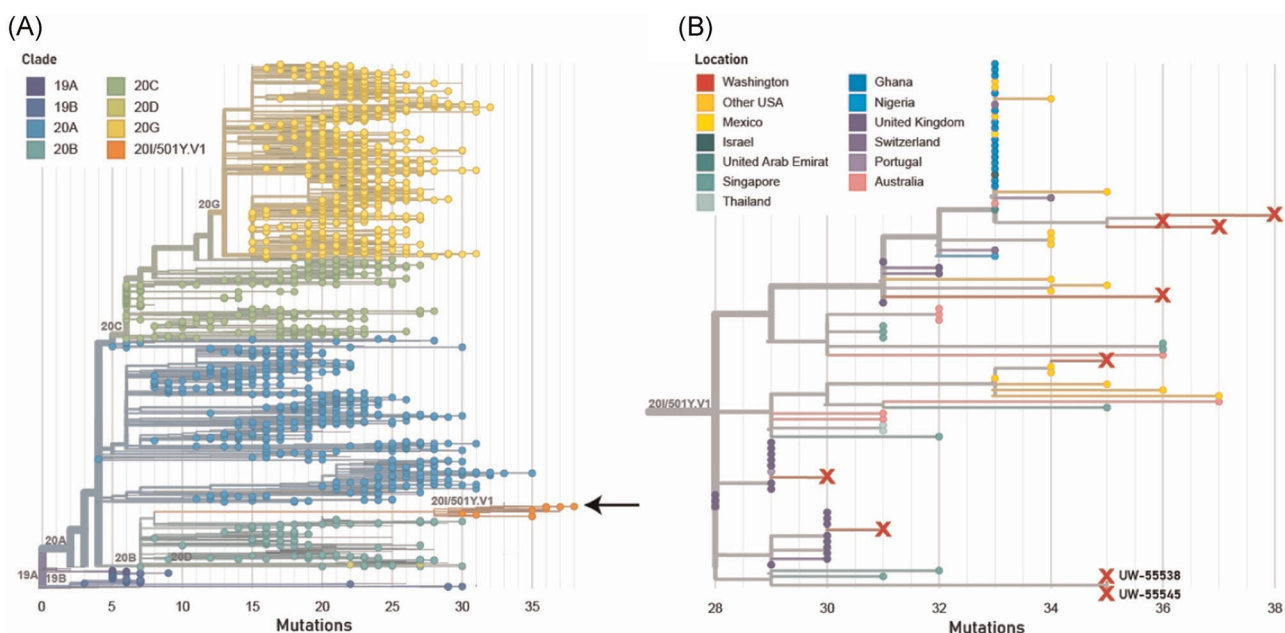 (A)
Clade
19A
19B
20A
20B
20C
20D
20G
20I/501Y.V1
20G
20C
20I/501Y.V1
20A
20B
20D
19A
19B
0 5 10 15 20 25 30 35
Mutations
(B)
Location
Washington
Other USA
Mexico
Israel
United Arab Emirat
Singapore
Thailand
Ghana
Nigeria
United Kingdom
Switzerland
Portugal
Australia
20I/501Y.V1
UW-55538
UW-55545
28 30 32 34 36 38
Mutations